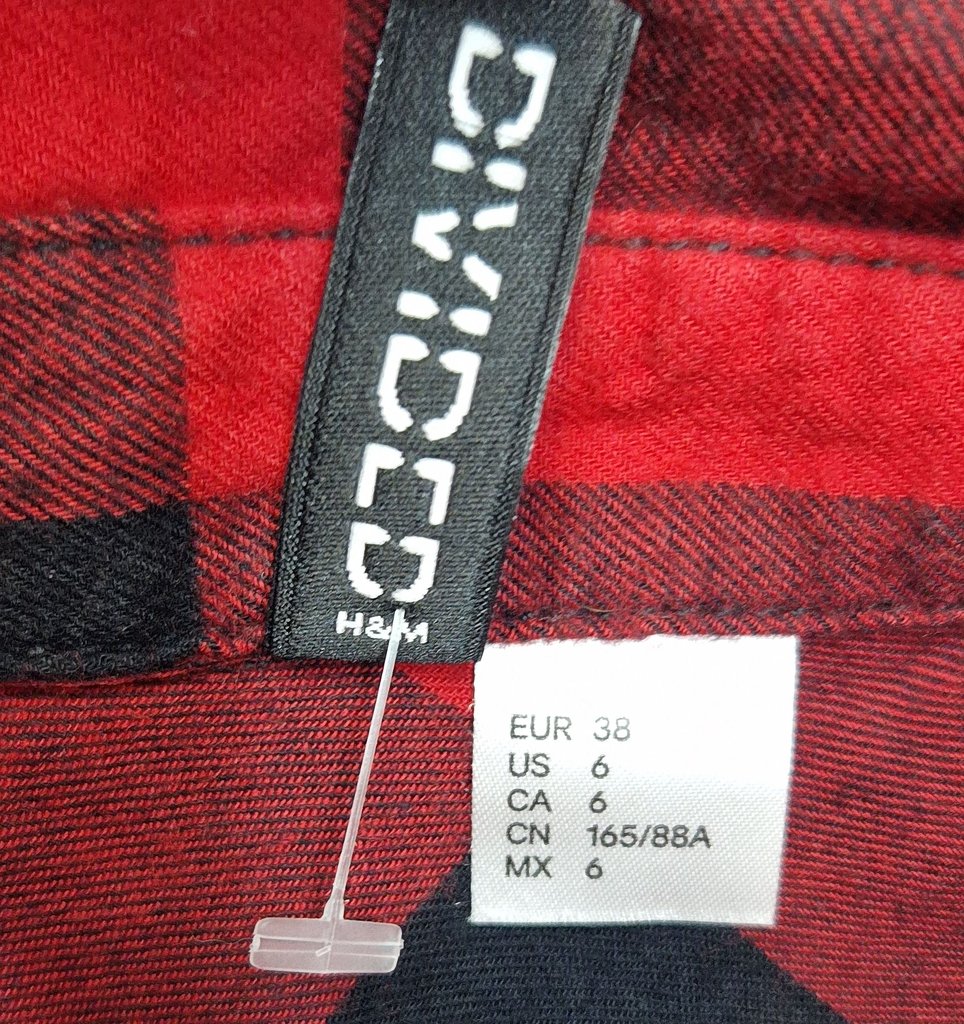 DIVIDED
H&M
EUR 38
US 6
CA 6
CN 165/88A
MX 6